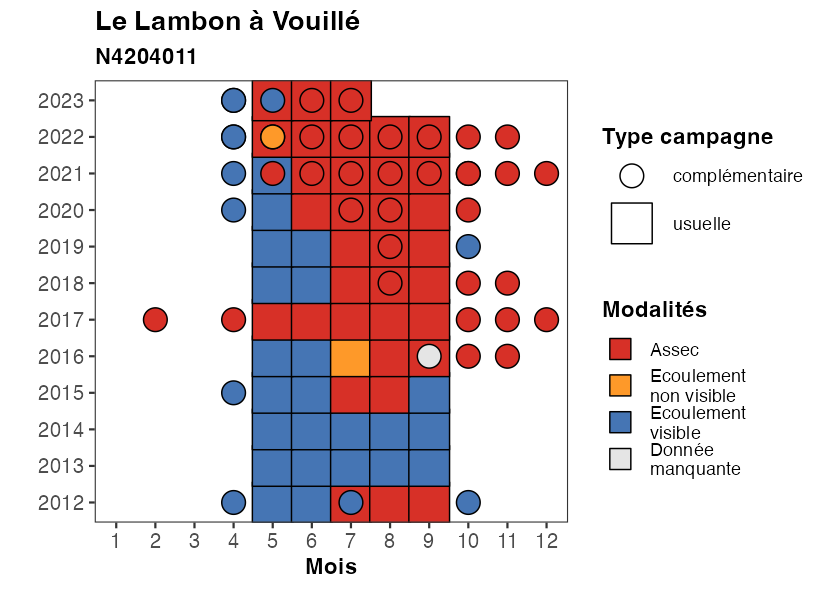 Le Lambon à Vouillé
N4204011
2023
2022
2021
2020
2019
2018
2017
2016
2015
2014
2013
2012
1 2 3 4 5 6 7 8 9 10 11 12
Mois
Type campagne
complémentaire
usuelle
Modalités
Assec
Ecoulement
non visible
Ecoulement
visible
Donnée
manquante